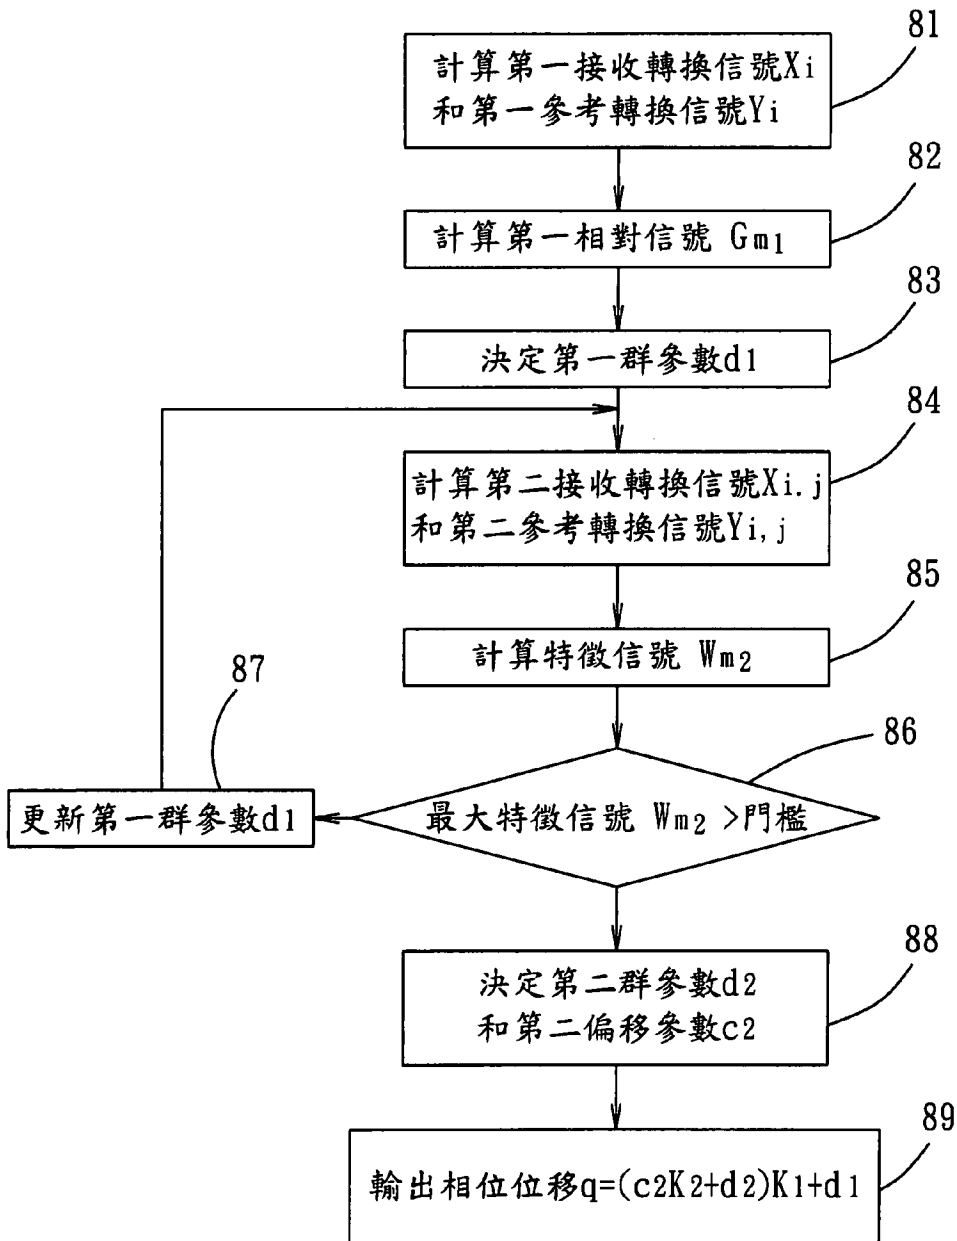 81
計算第一接收轉換信號Xi
和第一參考轉換信號Yi
82
計算第一相對信號 Gm1
83
決定第一群參數d1
84
計算第二接收轉換信號Xi.j
和第二參考轉換信號Yi,j
85
計算特徵信號 Wm2
87
86
更新第一群參數d1
最大特徵信號 Wm2 >門檻
88
決定第二群參數d2
和第二偏移參數c2
89
輸出相位位移q=(c2K2+d2)K1+d1